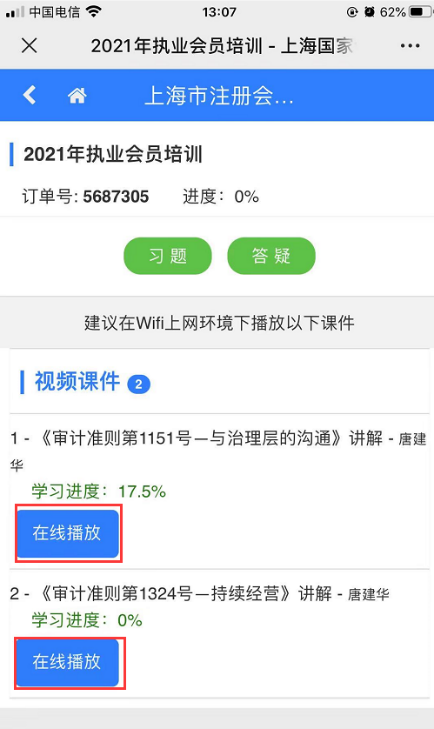 中国电信
13:07
62%
2021年执业会员培训 - 上海国家
上海市注册会...
2021年执业会员培训
订单号: 5687305 进度：0%
习 题
答 疑
建议在Wifi上网环境下播放以下课件
视频课件 2
1 - 《审计准则第1151号—与治理层的沟通》讲解 - 唐建
华
学习进度：17.5%
在线播放
2 - 《审计准则第1324号—持续经营》讲解 - 唐建华
学习进度：0%
在线播放